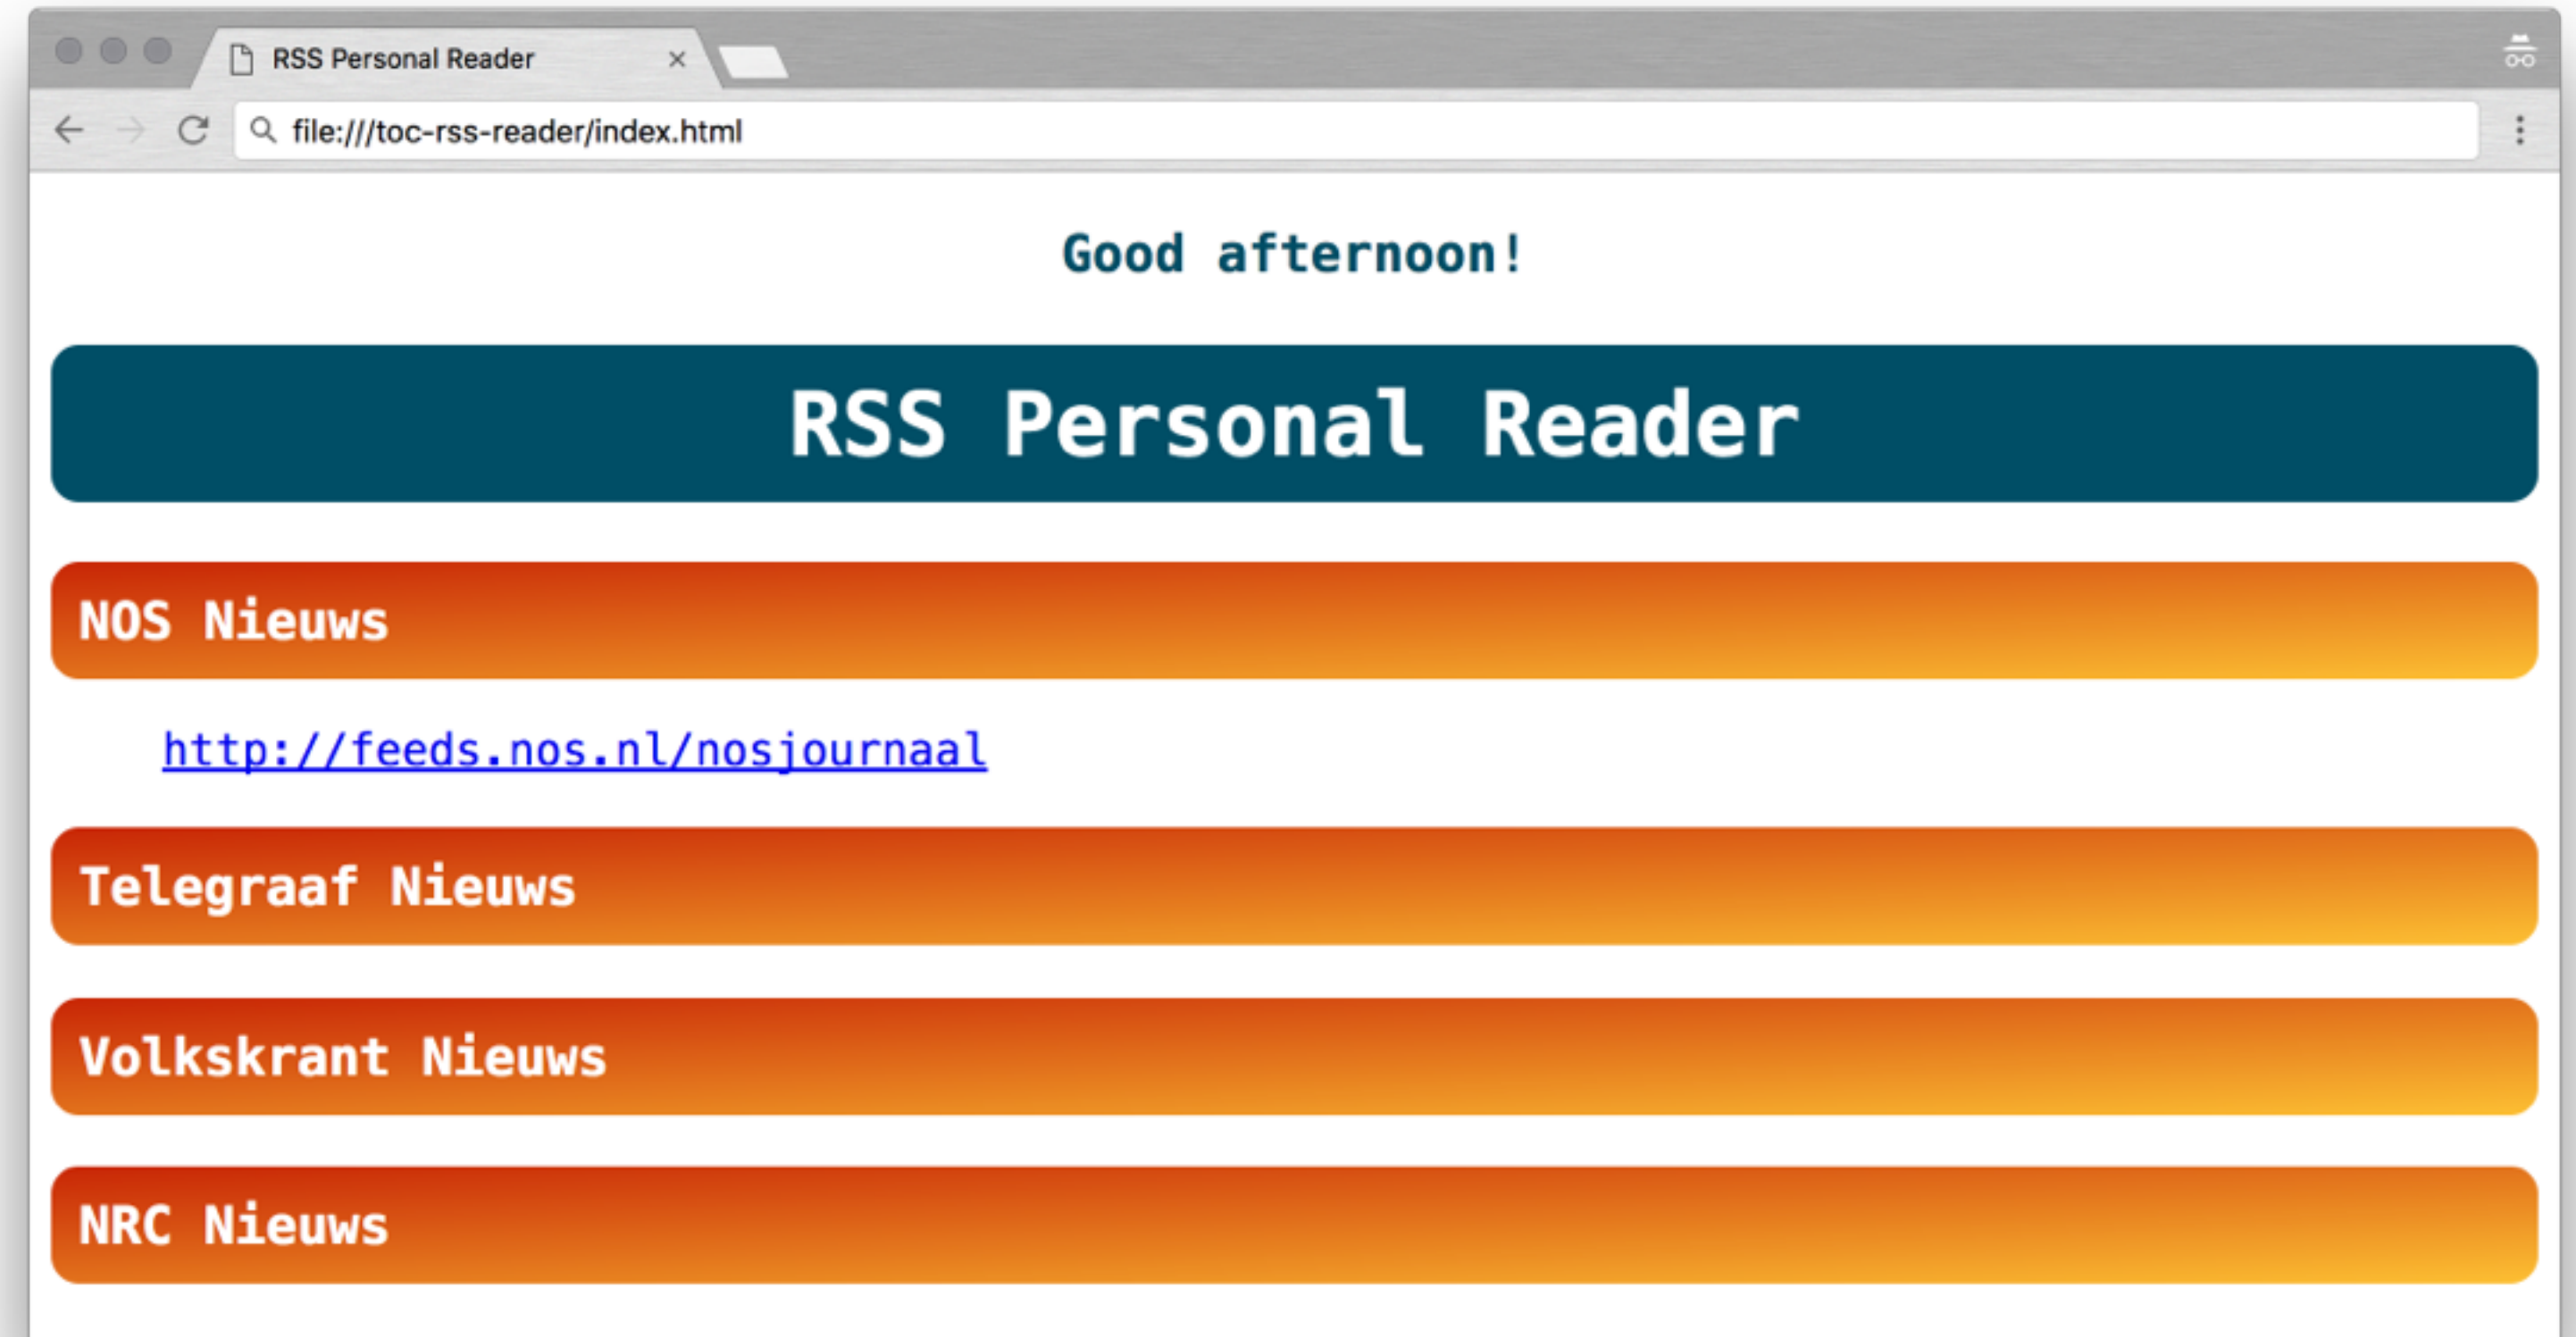 RSS Personal Reader
file:///toc-rss-reader/index.html
Good afternoon!
RSS Personal Reader
NOS Nieuws
http://feeds.nos.nl/nosjournaal
Telegraaf Nieuws
Volkskrant Nieuws
NRC Nieuws